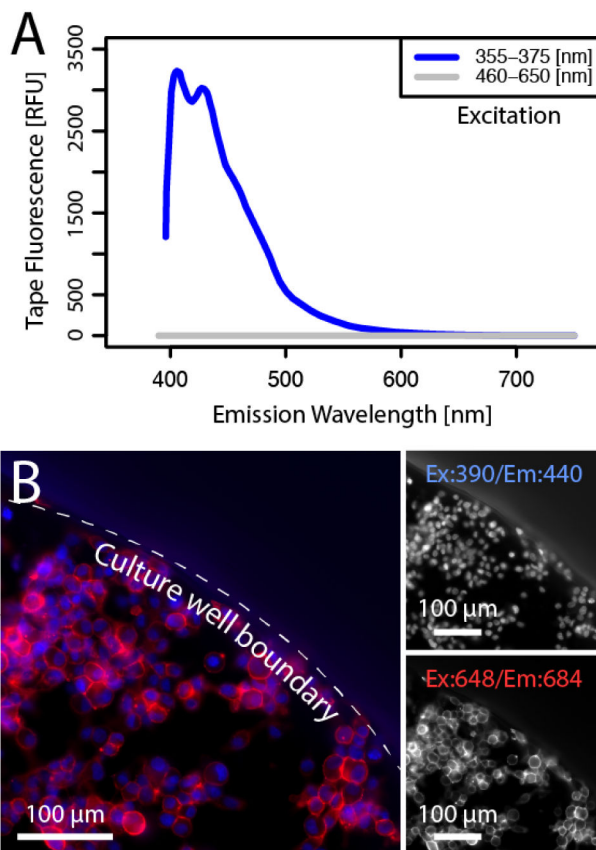 A
Tape Fluorescence [RFU]
3500
2500
1500
500
0
355–375 [nm]
460–650 [nm]
Excitation
400
500
600
700
Emission Wavelength [nm]
B
Culture well boundary
100 µm
Ex:390/Em:440
100 µm
Ex:648/Em:684
100 µm